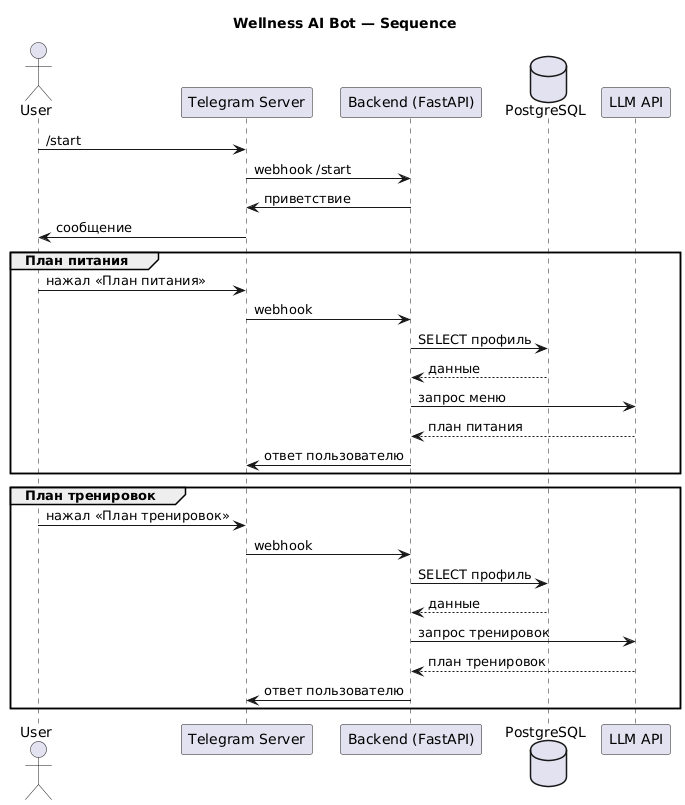 Wellness AI Bot — Sequence
User
Telegram Server
Backend (FastAPI)
PostgreSQL
LLM API
/start
webhook /start
приветствие
сообщение
План питания
нажал «План питания»
webhook
SELECT профиль
данные
запрос меню
план питания
ответ пользователю
План тренировок
нажал «План тренировок»
webhook
SELECT профиль
данные
запрос тренировок
план тренировок
ответ пользователю
User
Telegram Server
Backend (FastAPI)
PostgreSQL
LLM API